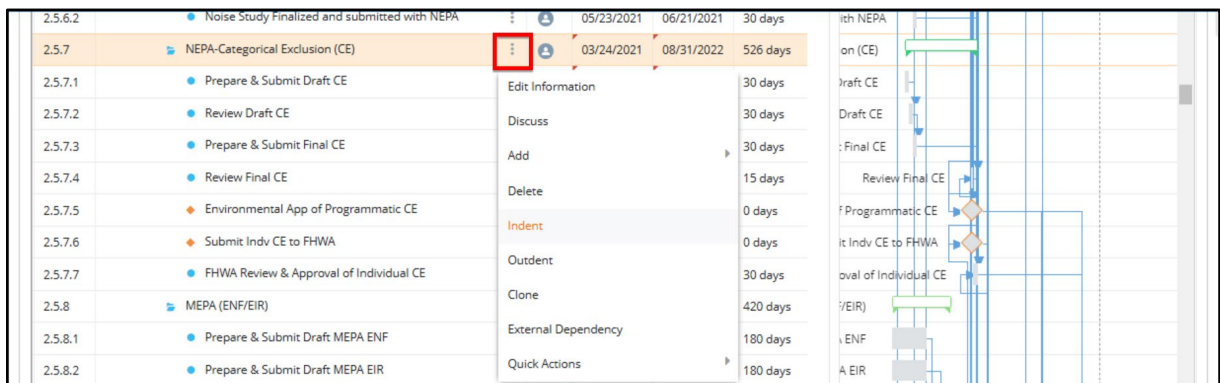 2.5.6.2 Noise Study Finalized and submitted with NEPA 05/23/2021 06/21/2021 30 days ith NEPA
2.5.7 NEPA-Categorical Exclusion (CE) 03/24/2021 08/31/2022 526 days on (CE)
2.5.7.1 Prepare & Submit Draft CE 30 days Draft CE
Edit Information
2.5.7.2 Review Draft CE 30 days Draft CE
Discuss
2.5.7.3 Prepare & Submit Final CE 30 days t Final CE
Add
2.5.7.4 Review Final CE 15 days Review Final CE
Delete
2.5.7.5 Environmental App of Programmatic CE 0 days f Programmatic CE
Indent
2.5.7.6 Submit Indv CE to FHWA 0 days it Indv CE to FHWA
Outdent
2.5.7.7 FHWA Review & Approval of Individual CE 30 days oval of Individual CE
Clone
2.5.8 MEPA (ENF/EIR) 420 days F/EIR)
External Dependency
2.5.8.1 Prepare & Submit Draft MEPA ENF 180 days ENF
Quick Actions
2.5.8.2 Prepare & Submit Draft MEPA EIR 180 days A EIR